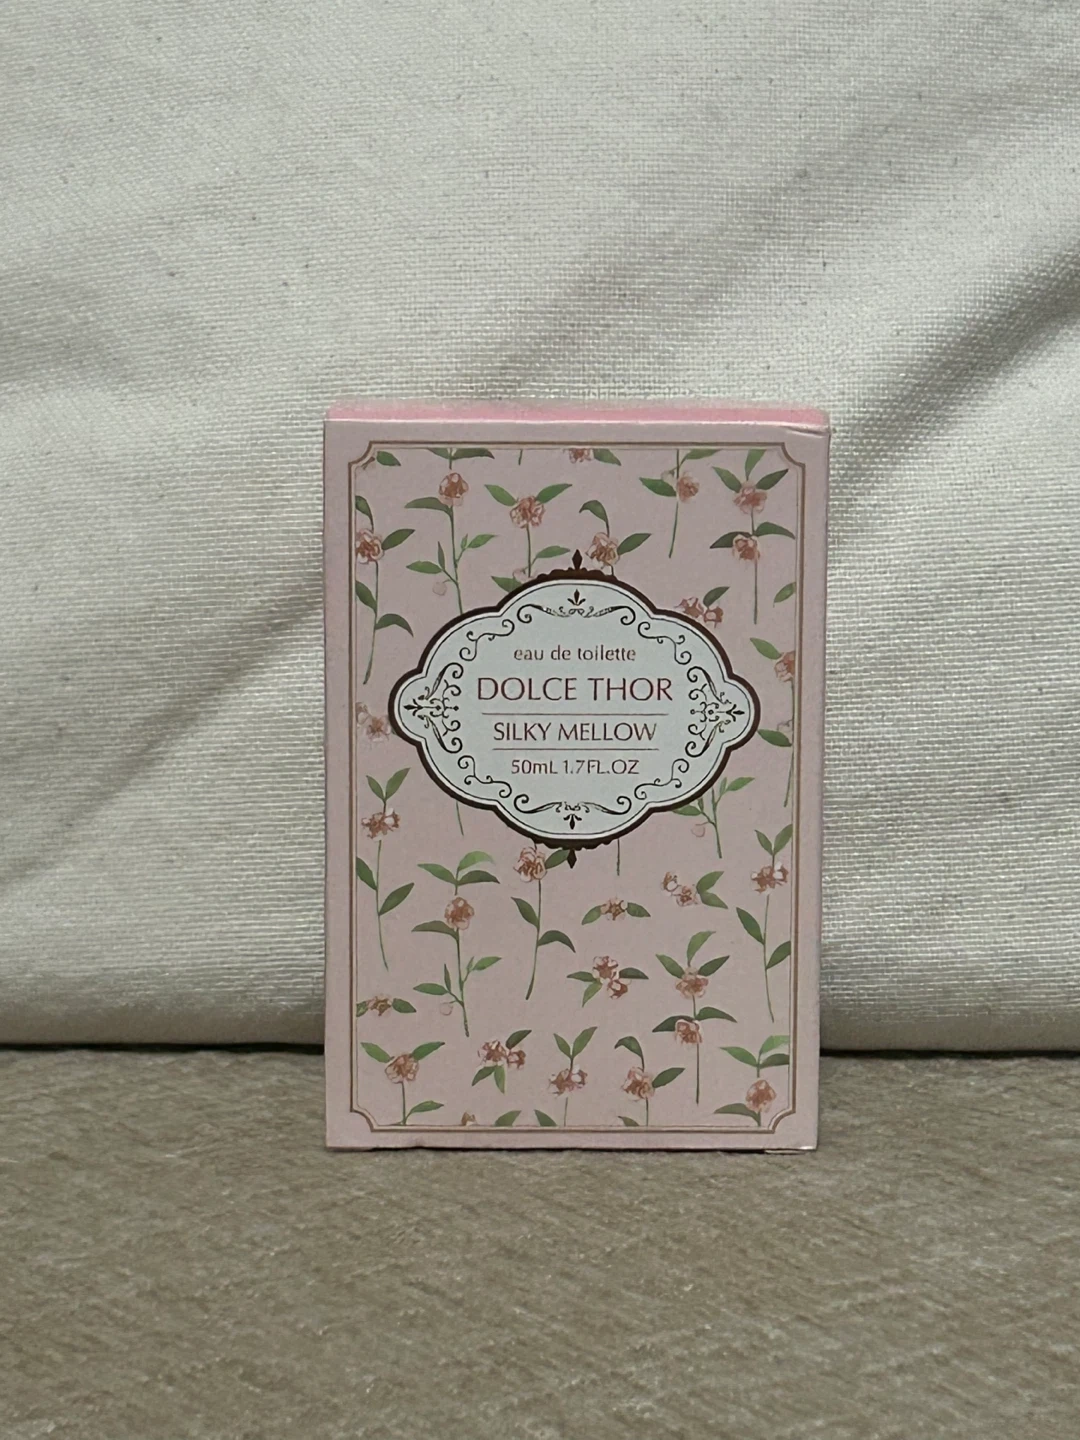 eau de toilette
DOLCE THOR
SILKY MELLOW
50mL 1.7FL.OZ